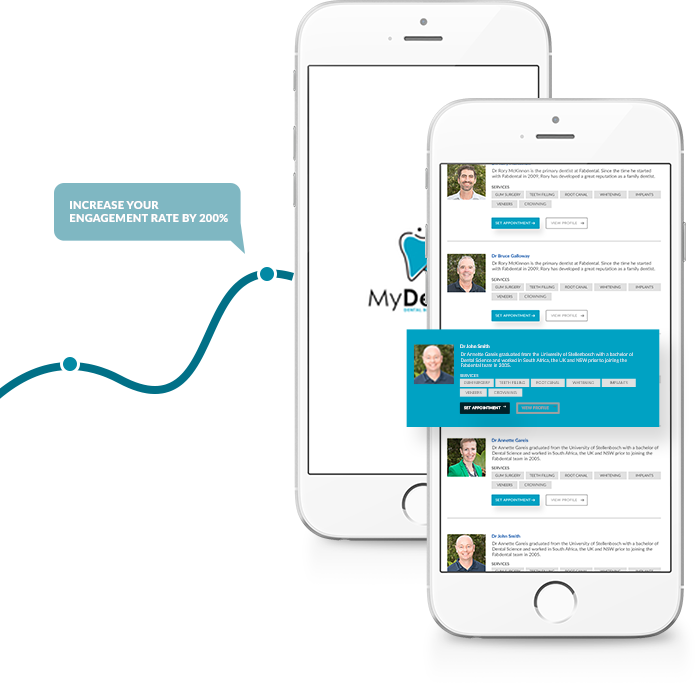 INCREASE YOUR
ENGAGEMENT RATE BY 200%
MyDe
DENTAL
Dr Rory McKinnon is the primary dentist at Fabdental. Since the time he
started with Fabdental in 2009, Rory has developed a great reputation as a family dentist.
SERVICES
GUM SURGERY TEETH FILLING ROOT CANAL WHITENING IMPLANTS
VENEERS CROWNING
SET APPOINTMENT → VIEW PROFILE →
Dr Bruce Galloway
Dr Rory McKinnon is the primary dentist at Fabdental. Since the time he started
with Fabdental in 2009, Rory has developed a great reputation as a family dentist.
SERVICES
GUM SURGERY TEETH FILLING ROOT CANAL WHITENING IMPLANTS
VENEERS CROWNING
SET APPOINTMENT → VIEW PROFILE →
Dr John Smith
Dr Annette Gareis graduated from the University of Stellenbosch with a bachelor of
Dental Science and worked in South Africa, the UK and NSW prior to joining the
Fabdental team in 2005.
SERVICES
GUM SURGERY TEETH FILLING ROOT CANAL WHITENING IMPLANTS
VENEERS CROWNING
SET APPOINTMENT → VIEW PROFILE
Dr Annette Gareis
Dr Annette Gareis graduated from the University of Stellenbosch with a bachelor of
Dental Science and worked in South Africa, the UK and NSW prior to joining the
Fabdental team in 2005.
SERVICES
GUM SURGERY TEETH FILLING ROOT CANAL WHITENING IMPLANTS
VENEERS CROWNING
SET APPOINTMENT → VIEW PROFILE →
Dr John Smith
Dr Annette Gareis graduated from the University of Stellenbosch with a bachelor of
Dental Science and worked in South Africa, the UK and NSW prior to joining the
Fabdental team in 2005.
SERVICES
GUM SURGERY TEETH FILLING ROOT CANAL WHITENING IMPLANTS